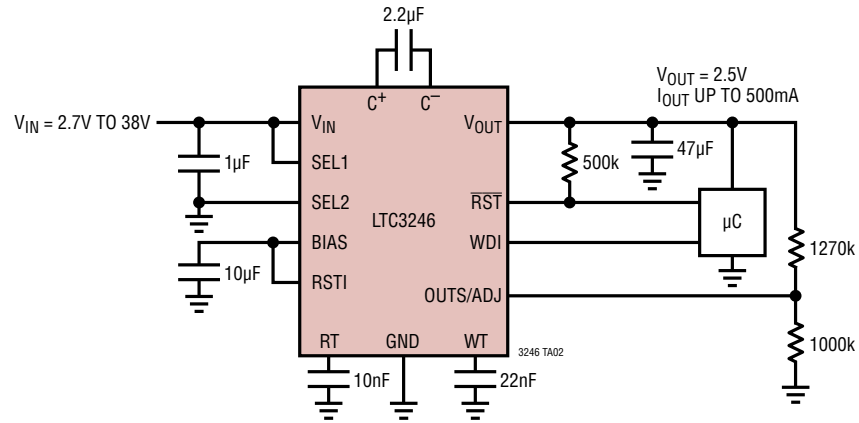 2.2µF
C+ C–
VIN = 2.7V TO 38V
VOUT = 2.5V
IOUT UP TO 500mA
VIN
VOUT
1µF
SEL1
500k
47µF
SEL2
LTC3246
RST
µC
BIAS
WDI
10µF
RSTI
1270k
OUTS/ADJ
RT
GND
WT
3246 TA02
1000k
10nF
22nF